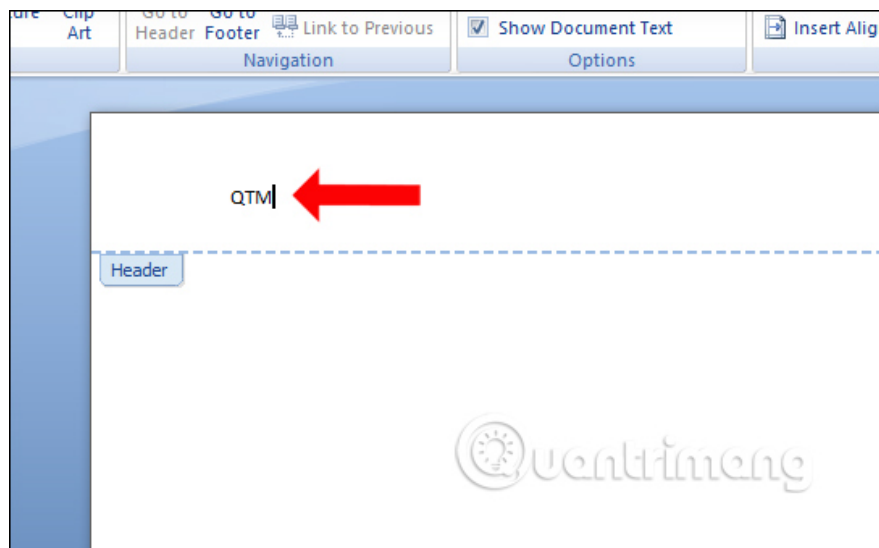 Clip
Art
Go to
Header
Go to
Footer
Link to Previous
Navigation
Show Document Text
Options
Insert Alig
QTM
Header
Quantrimang